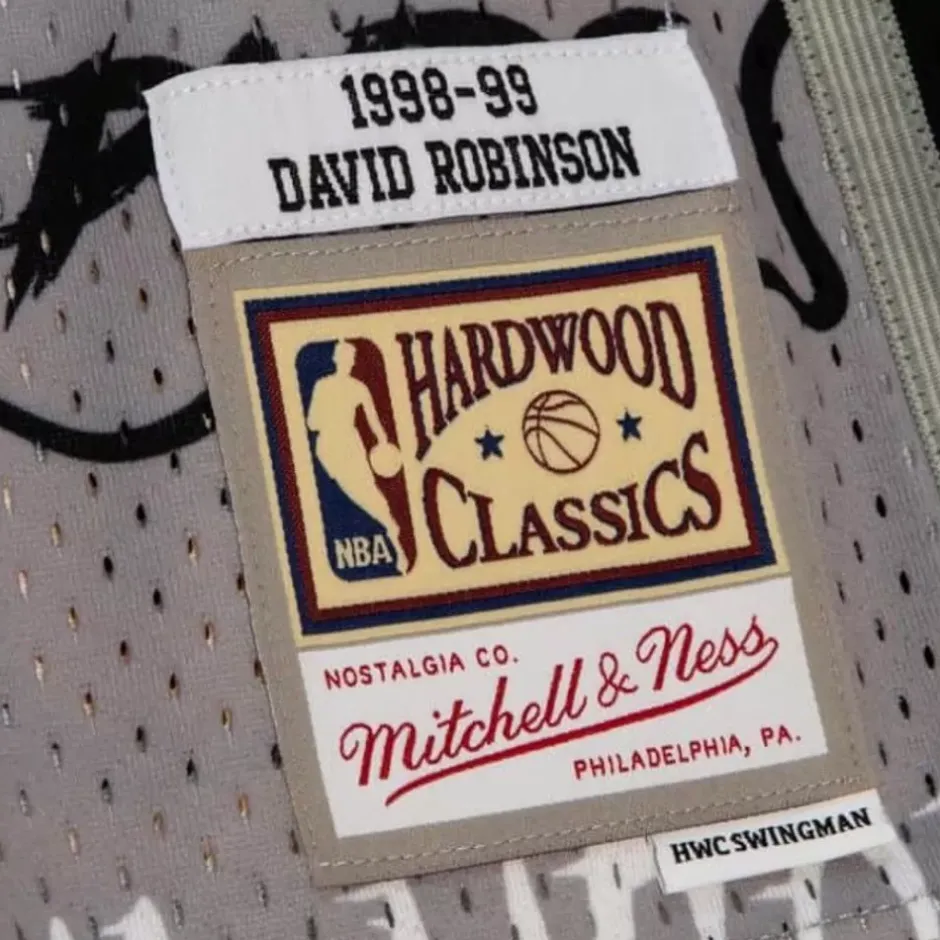 1998-99
DAVID ROBINSON
HARDWOOD
CLASSICS
NBA
NOSTALGIA CO.
Mitchell & Ness
PHILADELPHIA, PA.
HWC SWINGMAN